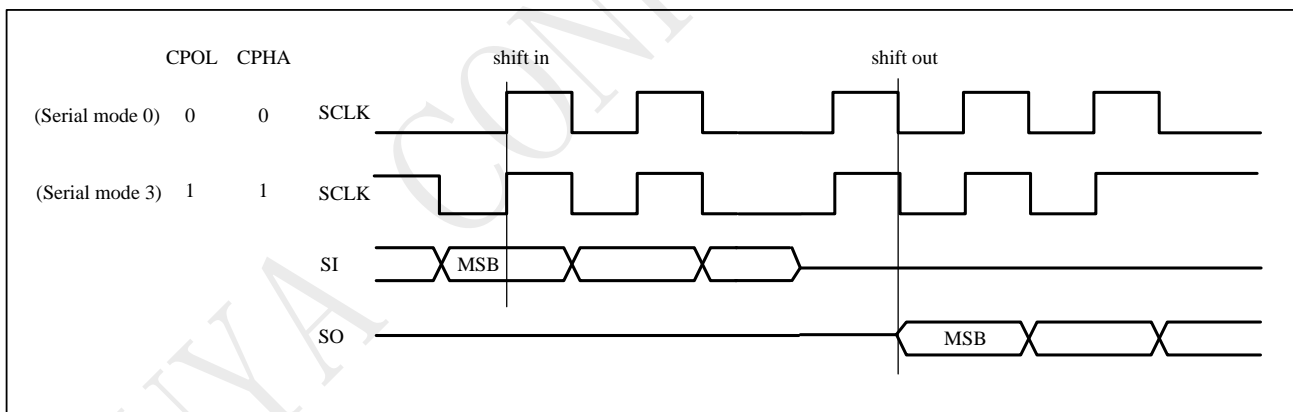 CPOL CPHA shift in shift out
(Serial mode 0) 0 0 SCLK
(Serial mode 3) 1 1 SCLK
SI MSB
SO MSB